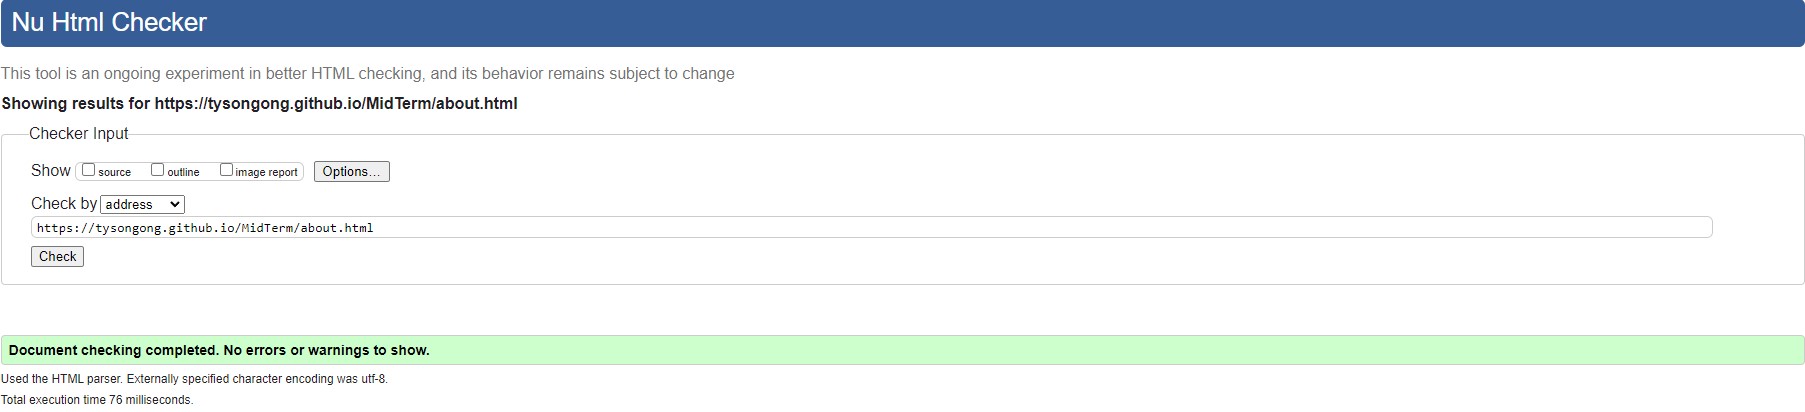 Nu Html Checker
This tool is an ongoing experiment in better HTML checking, and its behavior remains subject to change
Showing results for https://tysongong.github.io/MidTerm/about.html
Checker Input
Show source outline image report Options...
Check by address
https://tysongong.github.io/MidTerm/about.html
Check
Document checking completed. No errors or warnings to show.
Used the HTML parser. Externally specified character encoding was utf-8.
Total execution time 76 milliseconds.